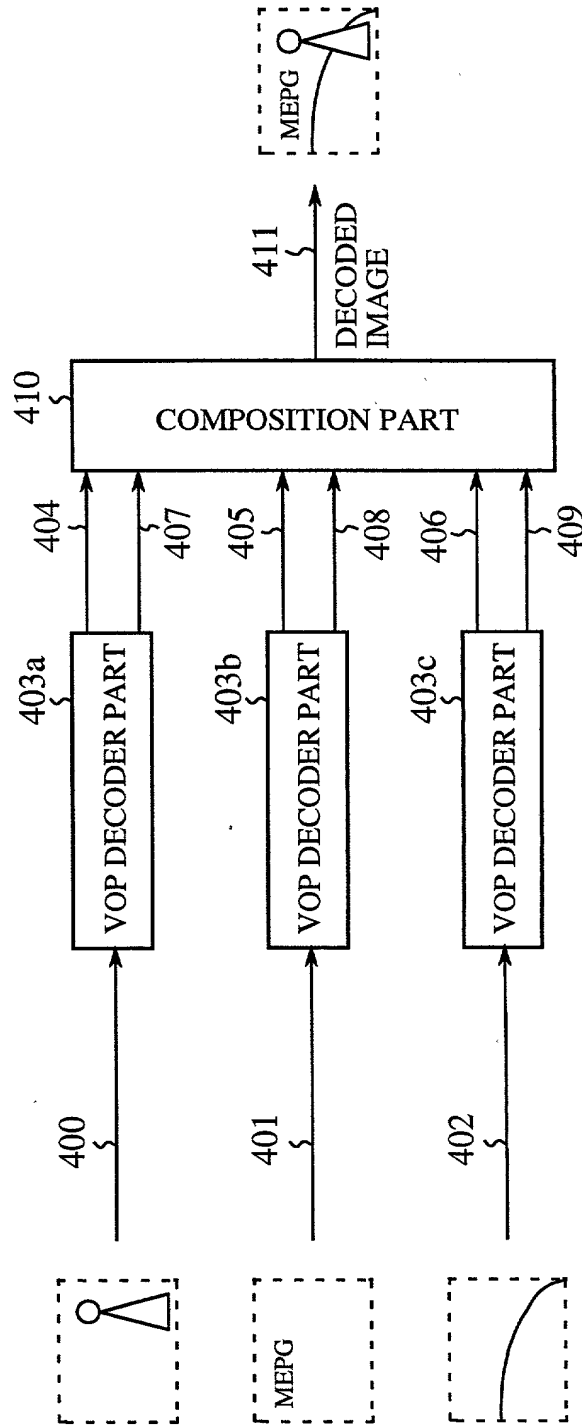 400
403a
VOP DECODER PART
404
407
MEPG
401
403b
VOP DECODER PART
405
408
402
403c
VOP DECODER PART
406
409
410
COMPOSITION PART
411
DECODED
IMAGE
MEPG